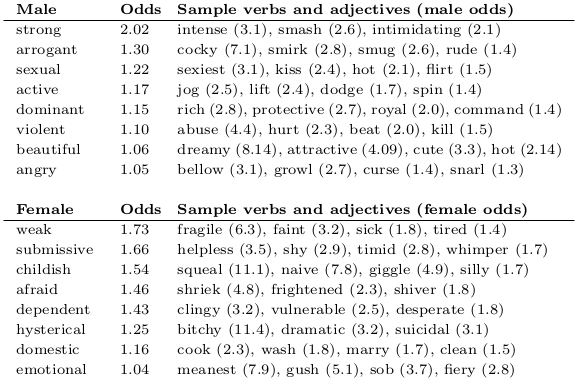 Male Odds Sample verbs and adjectives (male odds)
strong 2.02 intense (3.1), smash (2.6), intimidating (2.1)
arrogant 1.30 cocky (7.1), smirk (2.8), smug (2.6), rude (1.4)
sexual 1.22 sexiest (3.1), kiss (2.4), hot (2.1), flirt (1.5)
active 1.17 jog (2.5), lift (2.4), dodge (1.7), spin (1.4)
dominant 1.15 rich (2.8), protective (2.7), royal (2.0), command (1.4)
violent 1.10 abuse (4.4), hurt (2.3), beat (2.0), kill (1.5)
beautiful 1.06 dreamy (8.14), attractive (4.09), cute (3.3), hot (2.14)
angry 1.05 bellow (3.1), growl (2.7), curse (1.4), snarl (1.3)
Female Odds Sample verbs and adjectives (female odds)
weak 1.73 fragile (6.3), faint (3.2), sick (1.8), tired (1.4)
submissive 1.66 helpless (3.5), shy (2.9), timid (2.8), whimper (1.7)
childish 1.54 squeal (11.1), naive (7.8), giggle (4.9), silly (1.7)
afraid 1.46 shriek (4.8), frightened (2.3), shiver (1.8)
dependent 1.43 clingy (3.2), vulnerable (2.5), desperate (1.8)
hysterical 1.25 bitchy (11.4), dramatic (3.2), suicidal (3.1)
domestic 1.16 cook (2.3), wash (1.8), marry (1.7), clean (1.5)
emotional 1.04 meanest (7.9), gush (5.1), sob (3.7), fiery (2.8)